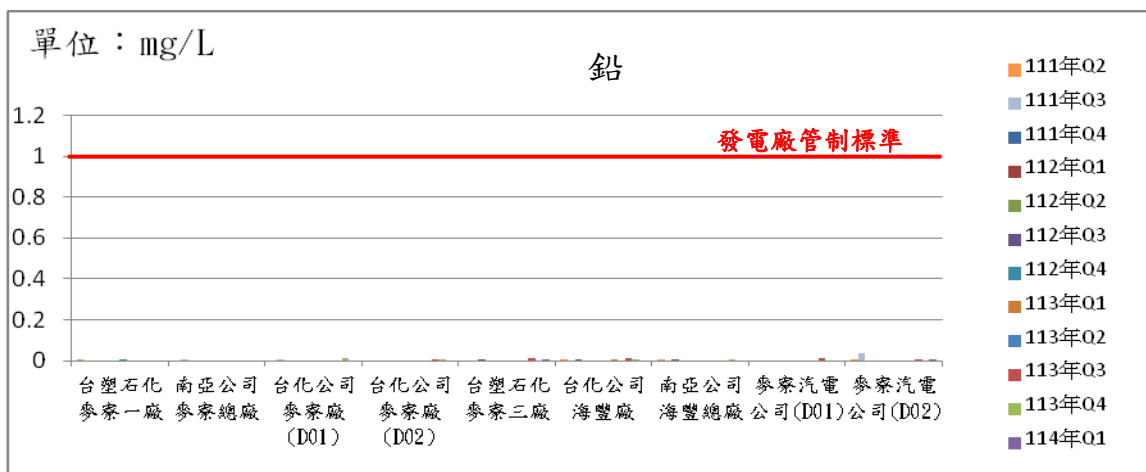 單位：mg/L
鉛
1.2
1
0.8
0.6
0.4
0.2
0
發電廠管制標準
台塑石化
麥寮一廠
南亞公司
麥寮總廠
台化公司
麥寮廠
(D01)
台化公司
麥寮廠
(D02)
台塑石化
麥寮三廠
台化公司
海豐廠
南亞公司
海豐總廠
麥寮汽電
公司(D01)
麥寮汽電
公司(D02)
111年Q2
111年Q3
111年Q4
112年Q1
112年Q2
112年Q3
112年Q4
113年Q1
113年Q2
113年Q3
113年Q4
114年Q1